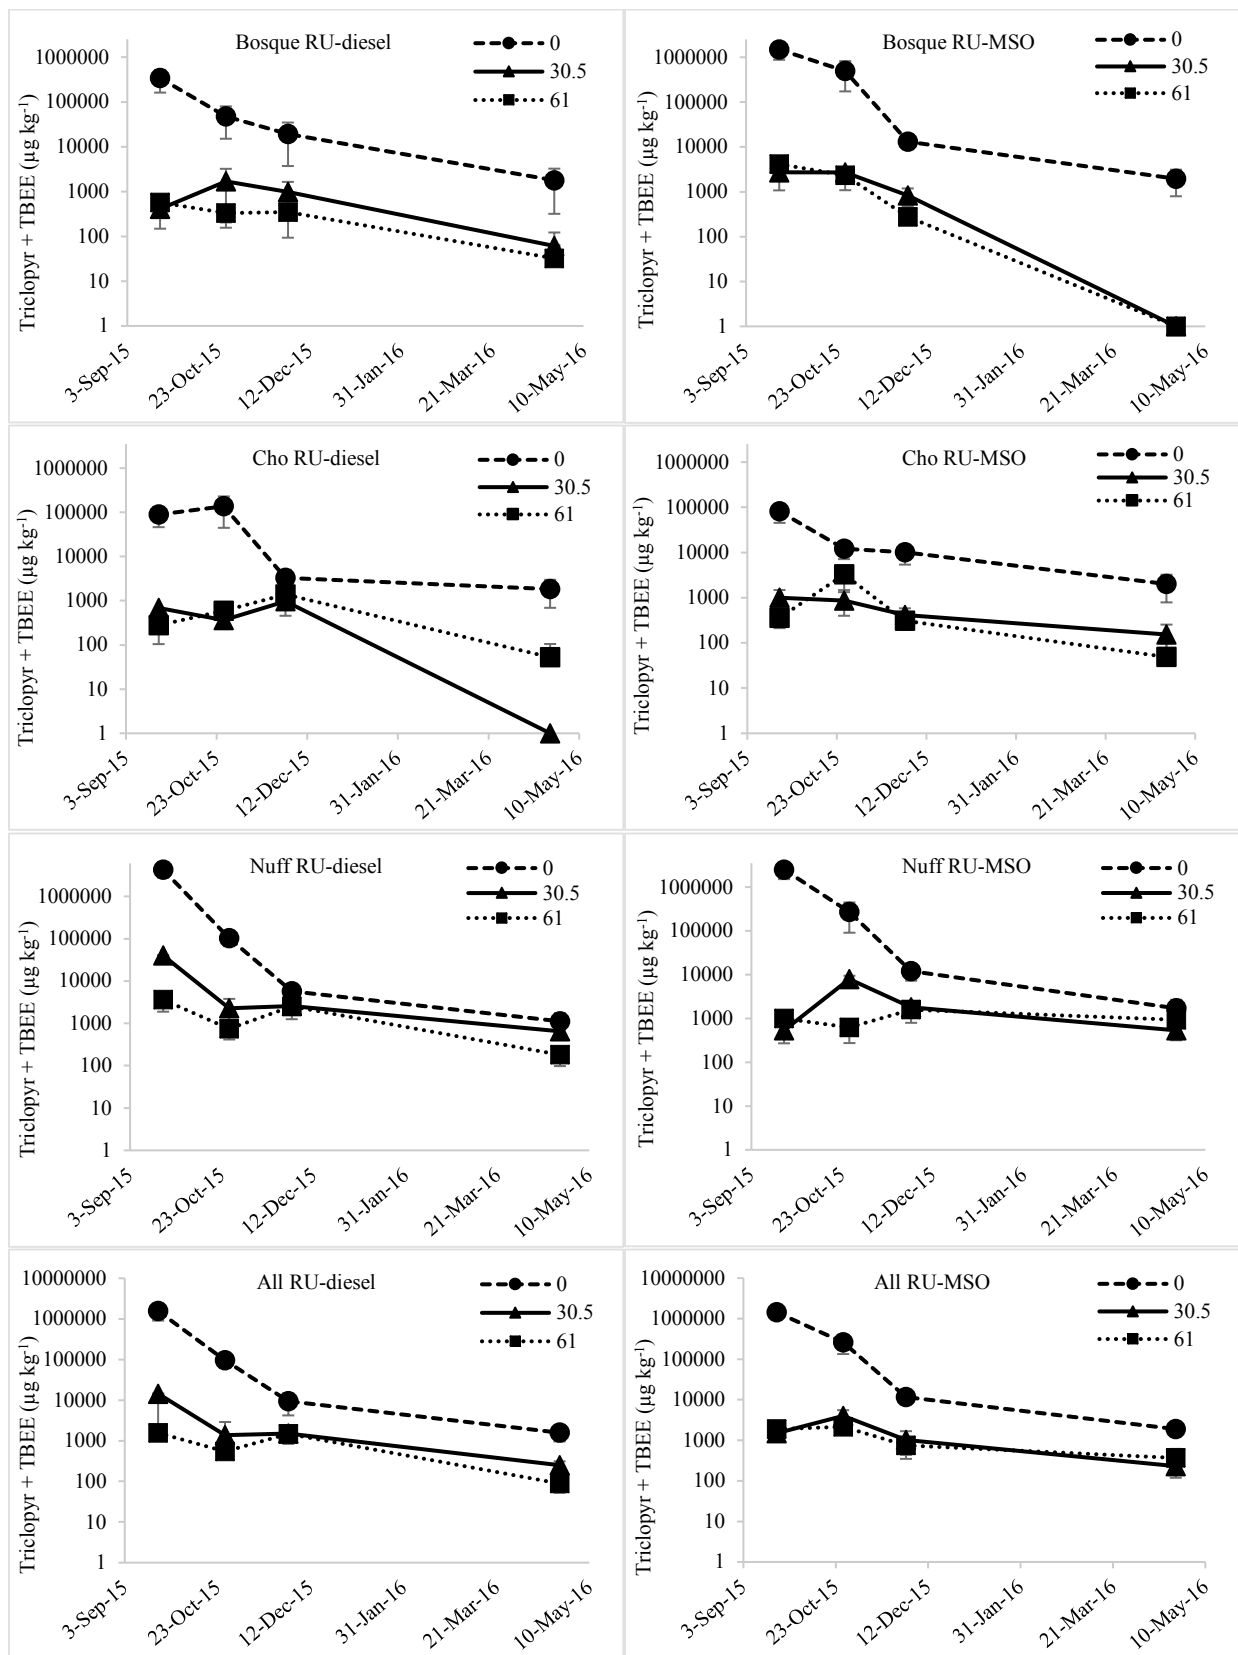 Bosque RU-diesel
0
30.5
61
Triclopyr + TBEE (µg kg⁻¹)
1000000
100000
10000
1000
100
10
1
3-Sep-15
23-Oct-15
12-Dec-15
31-Jan-16
21-Mar-16
10-May-16
Bosque RU-MSO
0
30.5
61
Triclopyr + TBEE (µg kg⁻¹)
1000000
100000
10000
1000
100
10
1
3-Sep-15
23-Oct-15
12-Dec-15
31-Jan-16
21-Mar-16
10-May-16
Cho RU-diesel
0
30.5
61
Triclopyr + TBEE (µg kg⁻¹)
1000000
100000
10000
1000
100
10
1
3-Sep-15
23-Oct-15
12-Dec-15
31-Jan-16
21-Mar-16
10-May-16
Cho RU-MSO
0
30.5
61
Triclopyr + TBEE (µg kg⁻¹)
1000000
100000
10000
1000
100
10
1
3-Sep-15
23-Oct-15
12-Dec-15
31-Jan-16
21-Mar-16
10-May-16
Nuff RU-diesel
0
30.5
61
Triclopyr + TBEE (µg kg⁻¹)
1000000
100000
10000
1000
100
10
1
3-Sep-15
23-Oct-15
12-Dec-15
31-Jan-16
21-Mar-16
10-May-16
Nuff RU-MSO
0
30.5
61
Triclopyr + TBEE (µg kg⁻¹)
1000000
100000
10000
1000
100
10
1
3-Sep-15
23-Oct-15
12-Dec-15
31-Jan-16
21-Mar-16
10-May-16
All RU-diesel
0
30.5
61
Triclopyr + TBEE (µg kg⁻¹)
10000000
1000000
100000
10000
1000
100
10
1
3-Sep-15
23-Oct-15
12-Dec-15
31-Jan-16
21-Mar-16
10-May-16
All RU-MSO
0
30.5
61
Triclopyr + TBEE (µg kg⁻¹)
10000000
1000000
100000
10000
1000
100
10
1
3-Sep-15
23-Oct-15
12-Dec-15
31-Jan-16
21-Mar-16
10-May-16